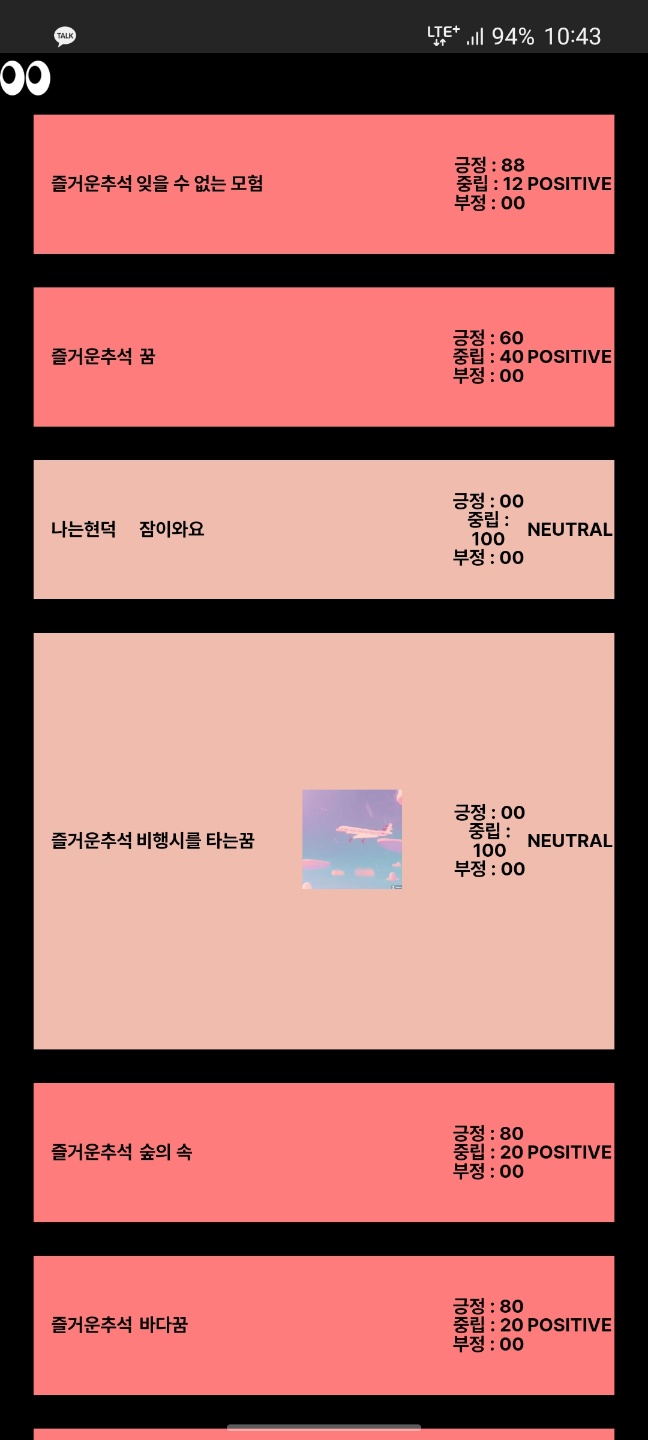 TALK LTE+ 94% 10:43
즐거운추석 잊을 수 없는 모험
긍정 : 88
중립 : 12 POSITIVE
부정 : 00
즐거운추석 꿈
긍정 : 60
중립 : 40 POSITIVE
부정 : 00
나는현덕 잠이와요
긍정 : 00
중립 :
100
부정 : 00
NEUTRAL
즐거운추석 비행시를 타는꿈
긍정 : 00
중립 :
100
부정 : 00
NEUTRAL
즐거운추석 숲의 속
긍정 : 80
중립 : 20 POSITIVE
부정 : 00
즐거운추석 바다꿈
긍정 : 80
중립 : 20 POSITIVE
부정 : 00